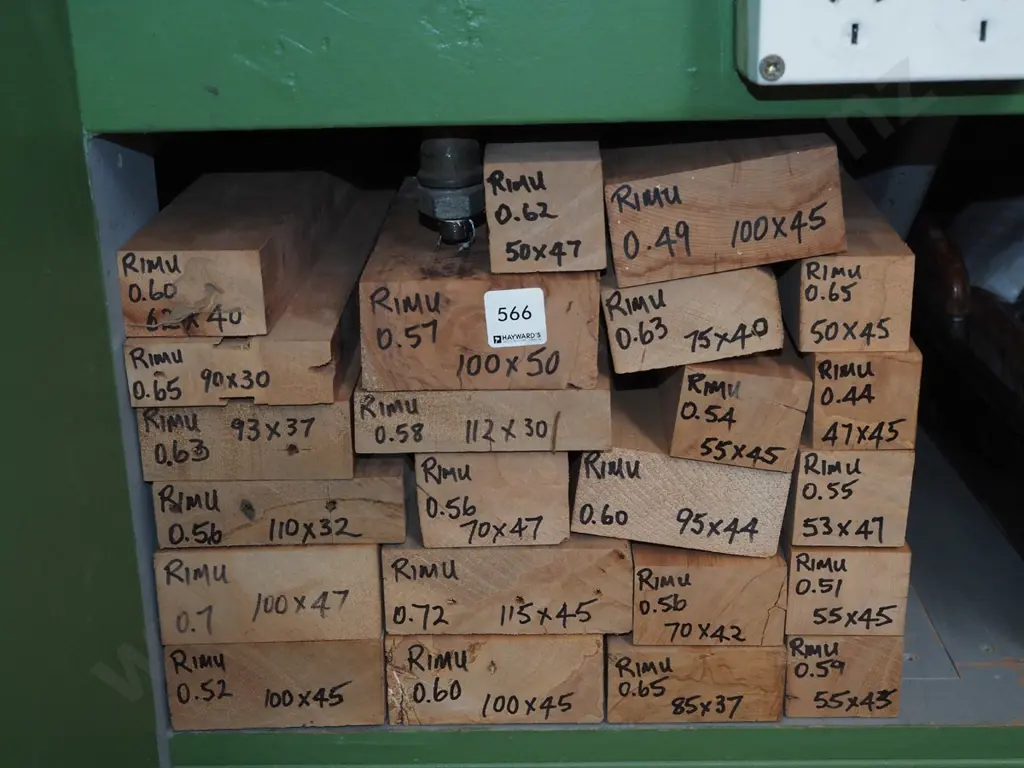 RIMU
0.62
50x47
RIMU
0.49 100x45
RIMU
0.60
62x40
RIMU
0.57
100x50
566
HAYWARD'S
RIMU
0.63 75x40
RIMU
0.65
50x45
RIMU
0.65 90x30
RIMU
0.63 93x37
RIMU
0.58 112x30
RIMU
0.54
55x45
RIMU
0.44
47x45
RIMU
0.56 110x32
RIMU
0.56
70x47
RIMU
0.60 95x44
RIMU
0.55
53x47
RIMU
0.7 100x47
RIMU
0.72 115x45
RIMU
0.56
70x42
RIMU
0.51
55x45
RIMU
0.52 100x45
RIMU
0.60 100x45
RIMU
0.65
85x37
RIMU
0.59
55x45